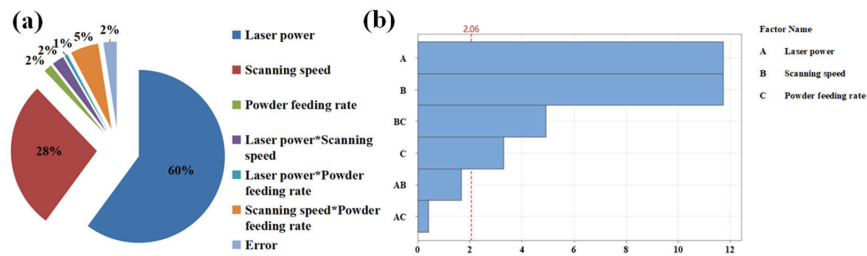 (a)
2%
5%
1%
2%
2%
28%
60%
Laser power
Scanning speed
Powder feeding rate
Laser power*Scanning
speed
Laser power*Powder
feeding rate
Scanning speed*Powder
feeding rate
Error
(b)
2.06
A
B
BC
C
AB
AC
0 2 4 6 8 10 12
Factor Name
A Laser power
B Scanning speed
C Powder feeding rate